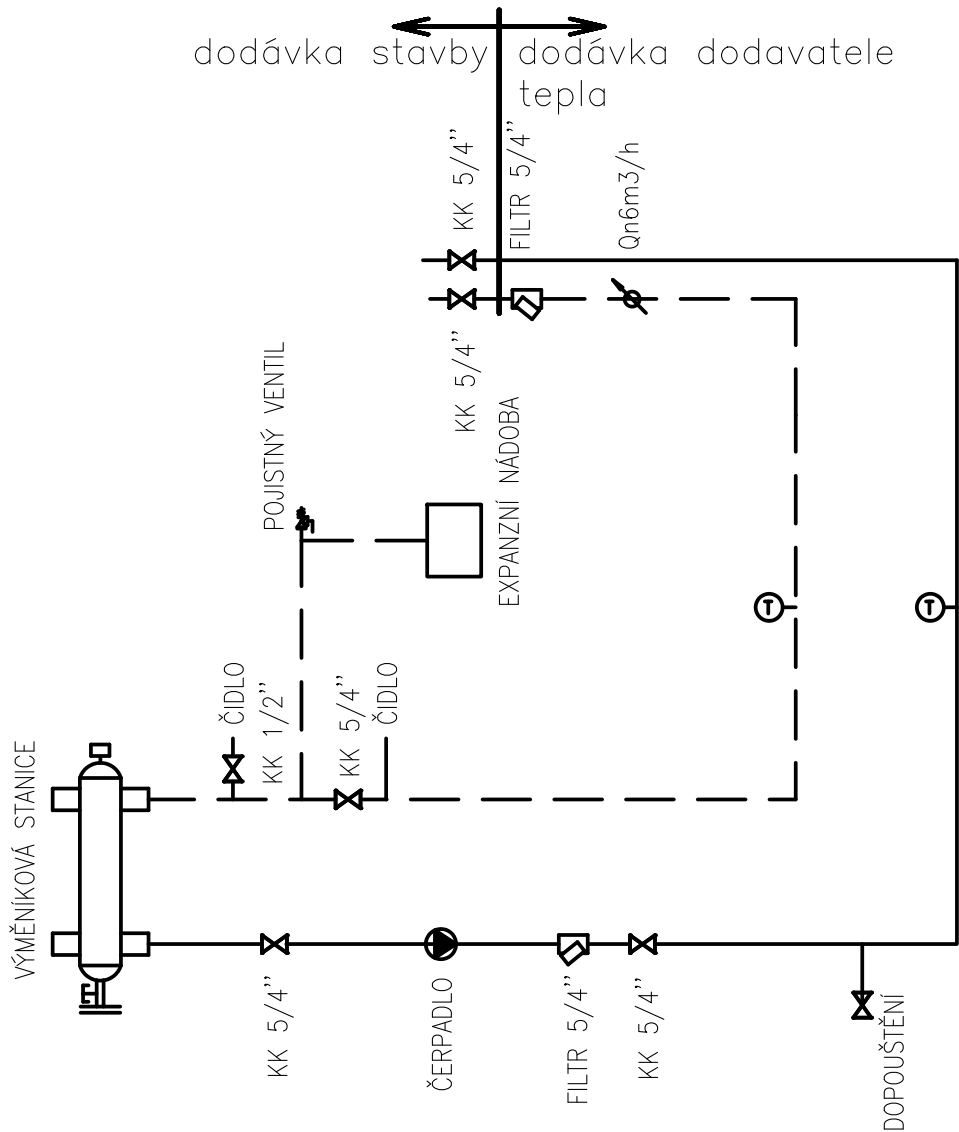 dodávka stavby
dodávka dodavatele
tepla
KK 5/4"
FILTR 5/4"
Qn6m3/h
KK 5/4"
POJISTNÝ VENTIL
EXPANZNÍ NÁDOBA
ČIDLO
KK 1/2"
KK 5/4"
ČIDLO
T
T
VÝMĚNÍKOVÁ STANICE
KK 5/4"
ČERPADLO
FILTR 5/4"
KK 5/4"
DOPOUŠTĚNÍ